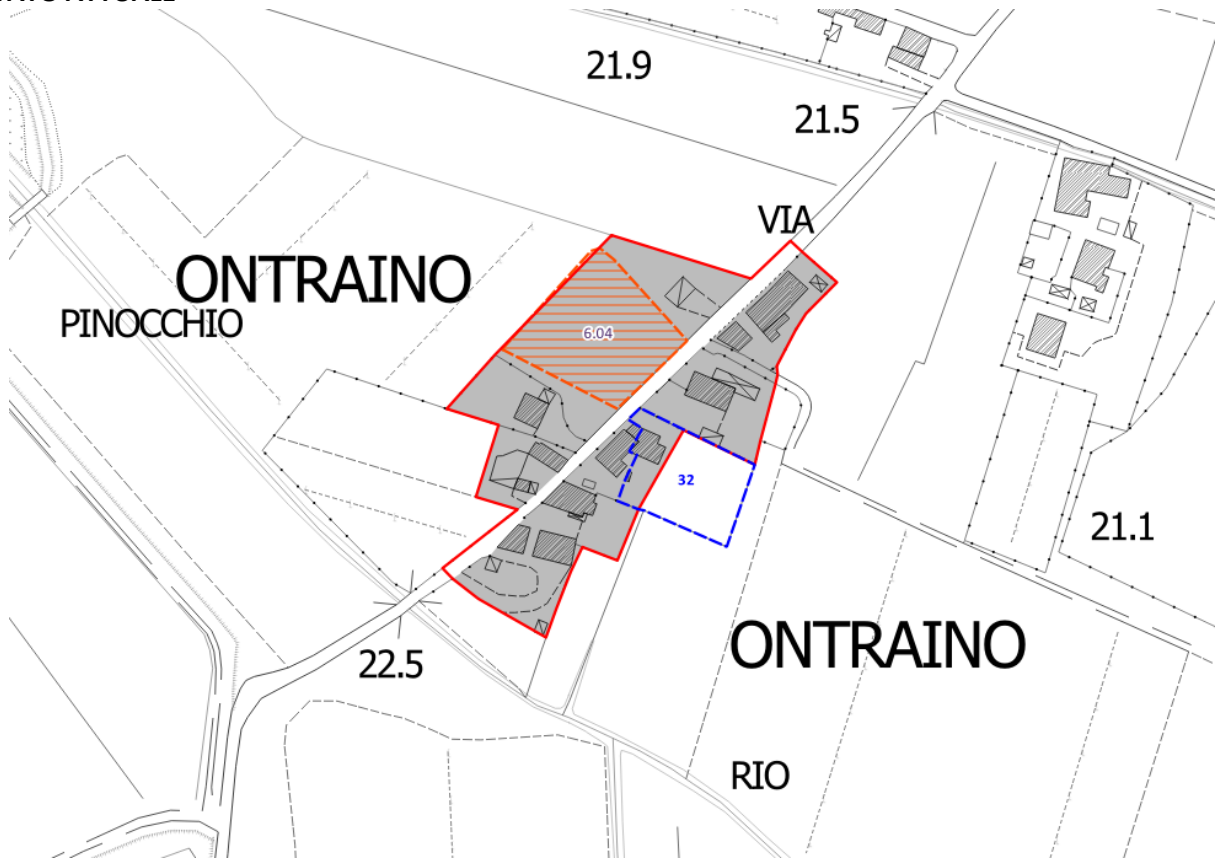 21.9
21.5
VIA
ONTRAINO
PINOCCHIO
6.04
32
21.1
ONTRAINO
22.5
RIO